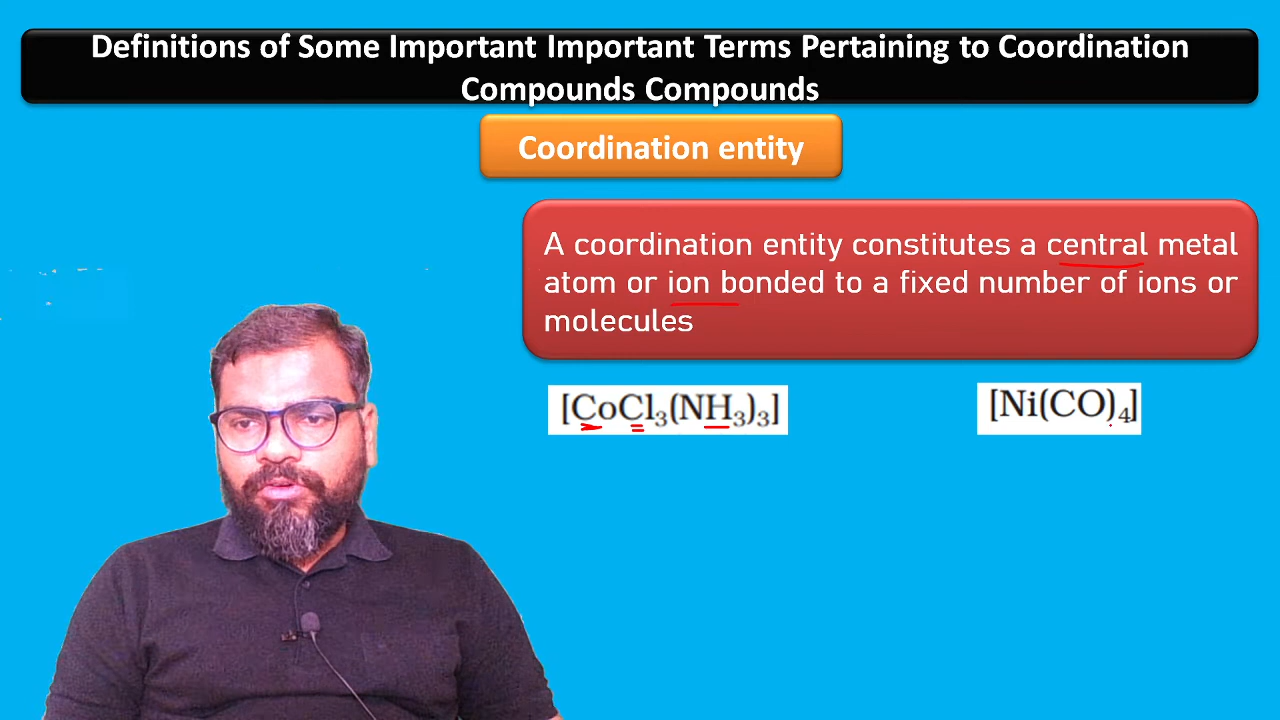 Definitions of Some Important Important Terms Pertaining to Coordination
Compounds Compounds
Coordination entity
A coordination entity constitutes a central metal
atom or ion bonded to a fixed number of ions or
molecules
[CoCl₃(NH₃)₃]
[Ni(CO)₄]